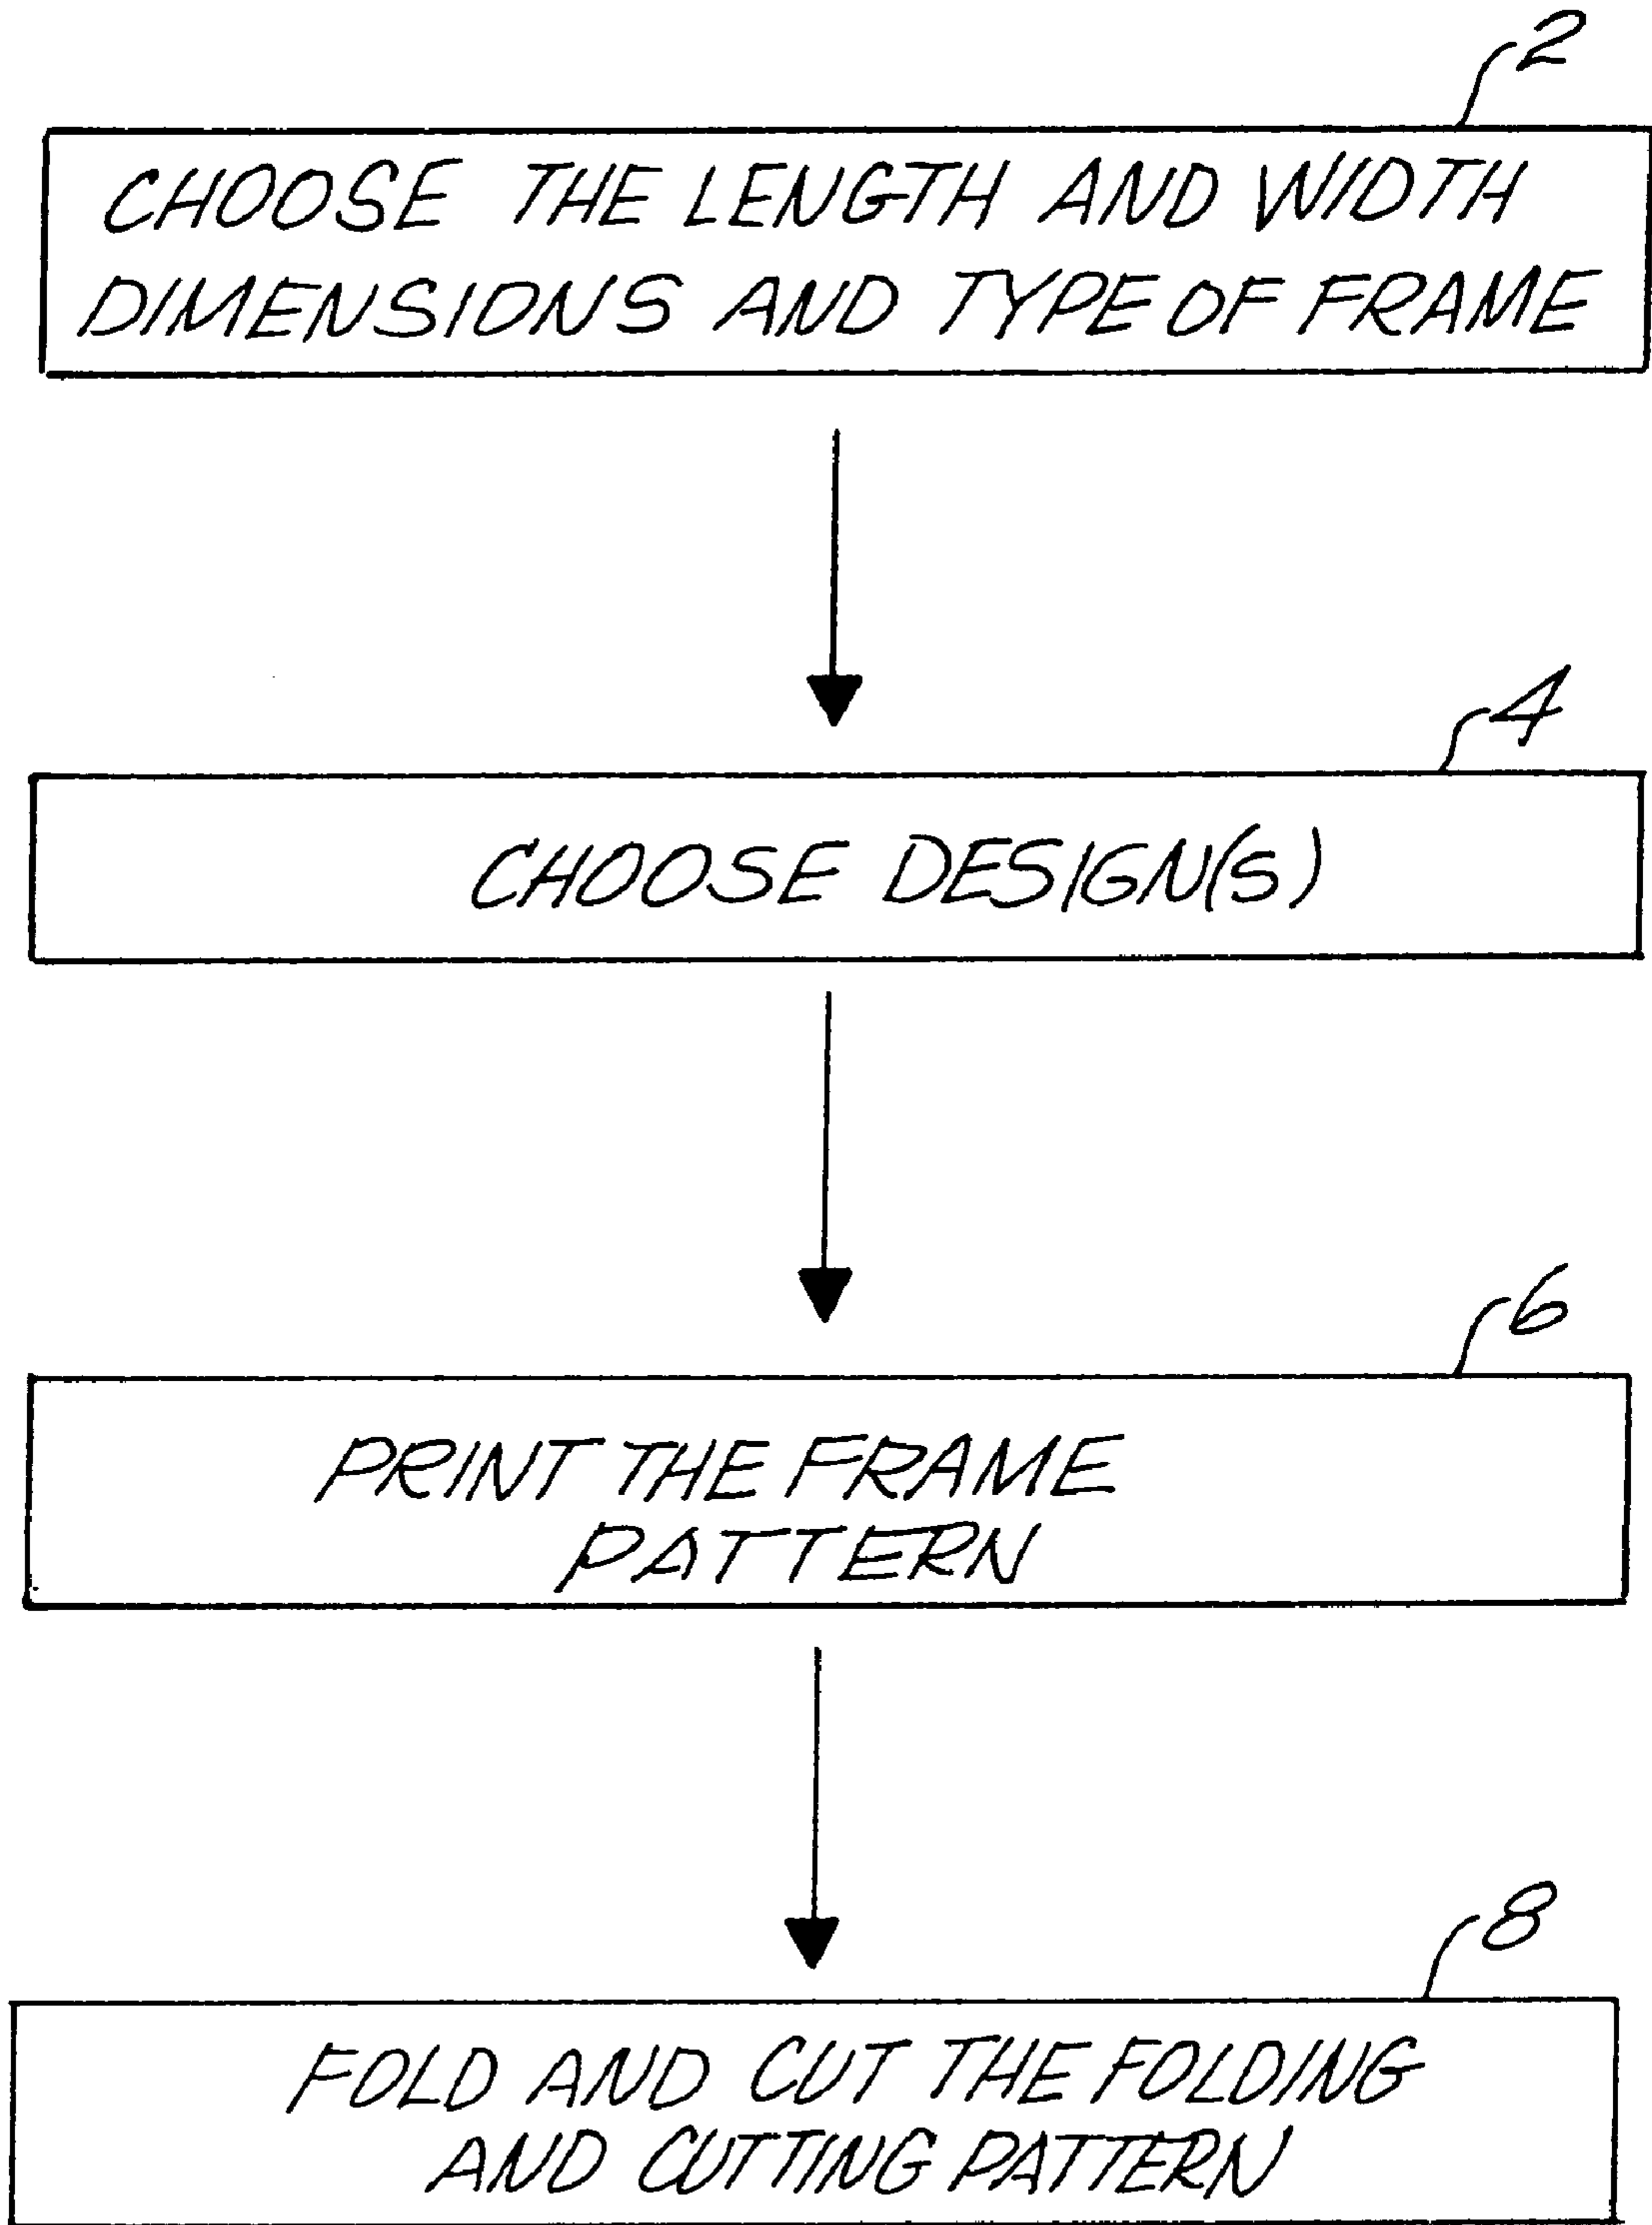 2
CHOOSE THE LENGTH AND WIDTH
DIMENSIONS AND TYPE OF FRAME
4
CHOOSE DESIGN(S)
6
PRINT THE FRAME
PATTERN
8
FOLD AND CUT THE FOLDING
AND CUTTING PATTERN